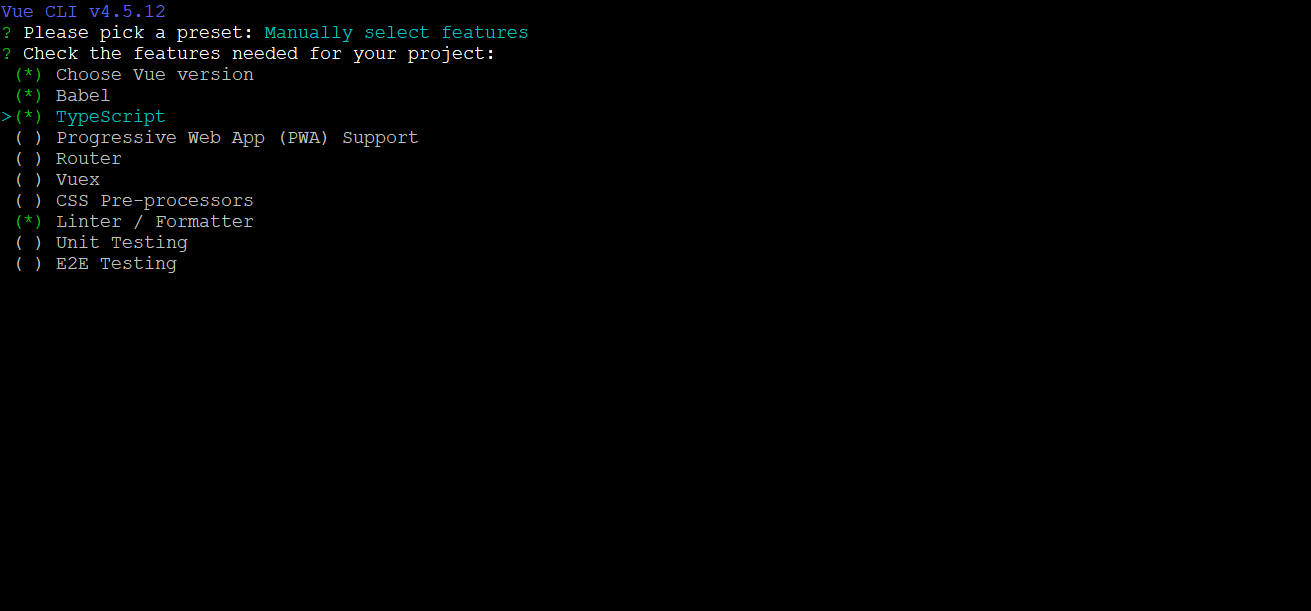 Vue CLI v4.5.12
? Please pick a preset: Manually select features
? Check the features needed for your project:
 (*) Choose Vue version
 (*) Babel
>(*) TypeScript
 ( ) Progressive Web App (PWA) Support
 ( ) Router
 ( ) Vuex
 ( ) CSS Pre-processors
 (*) Linter / Formatter
 ( ) Unit Testing
 ( ) E2E Testing